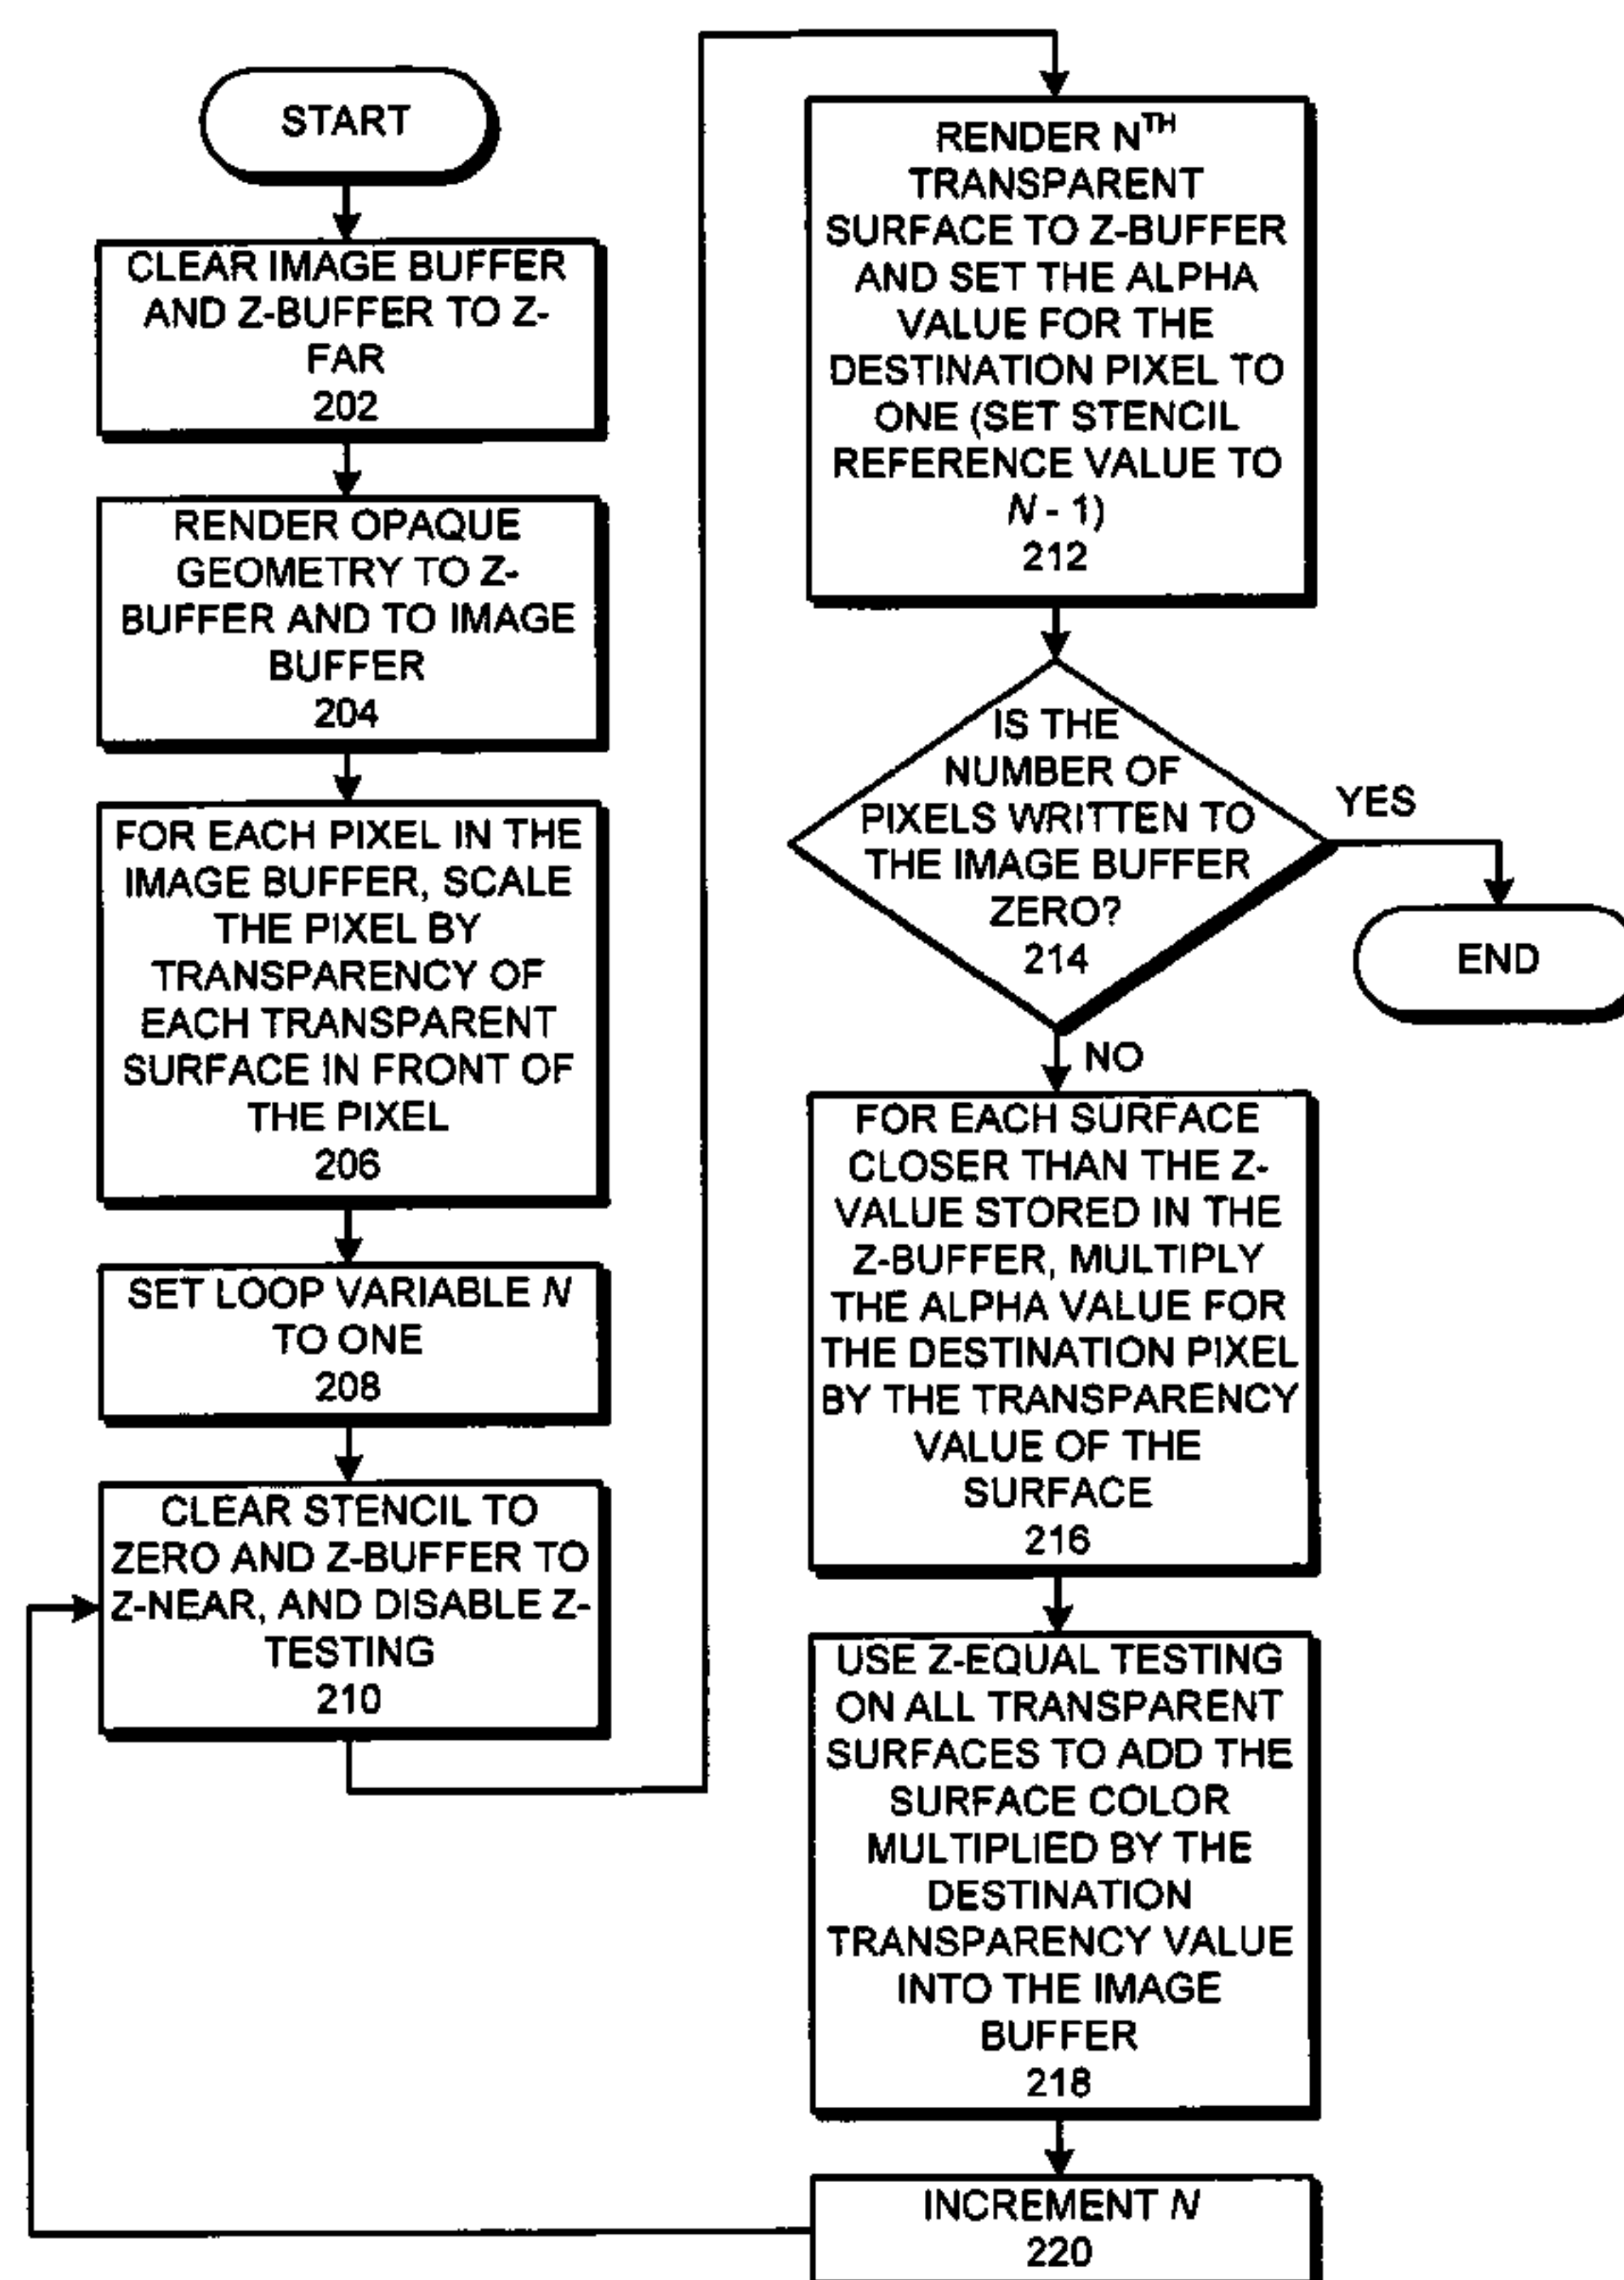 START
CLEAR IMAGE BUFFER
AND Z-BUFFER TO Z-
FAR
202
RENDER OPAQUE
GEOMETRY TO Z-
BUFFER AND TO IMAGE
BUFFER
204
FOR EACH PIXEL IN THE
IMAGE BUFFER, SCALE
THE PIXEL BY
TRANSPARENCY OF
EACH TRANSPARENT
SURFACE IN FRONT OF
THE PIXEL
206
SET LOOP VARIABLE N
TO ONE
208
CLEAR STENCIL TO
ZERO AND Z-BUFFER TO
Z-NEAR, AND DISABLE Z-
TESTING
210
RENDER NTH
TRANSPARENT
SURFACE TO Z-BUFFER
AND SET THE ALPHA
VALUE FOR THE
DESTINATION PIXEL TO
ONE (SET STENCIL
REFERENCE VALUE TO
N - 1)
212
IS THE
NUMBER OF
PIXELS WRITTEN TO
THE IMAGE BUFFER
ZERO?
214
YES
END
NO
FOR EACH SURFACE
CLOSER THAN THE Z-
VALUE STORED IN THE
Z-BUFFER, MULTIPLY
THE ALPHA VALUE FOR
THE DESTINATION PIXEL
BY THE TRANSPARENCY
VALUE OF THE
SURFACE
216
USE Z-EQUAL TESTING
ON ALL TRANSPARENT
SURFACES TO ADD THE
SURFACE COLOR
MULTIPLIED BY THE
DESTINATION
TRANSPARENCY VALUE
INTO THE IMAGE
BUFFER
218
INCREMENT N
220